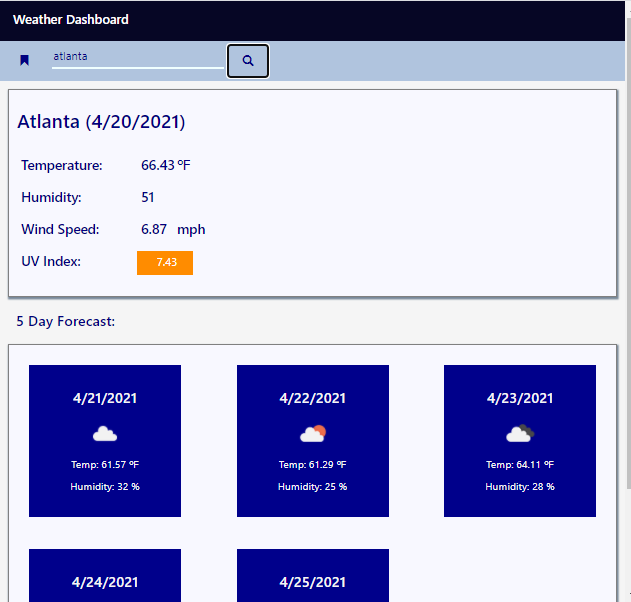 Weather Dashboard
atlanta
Atlanta (4/20/2021)
Temperature: 66.43 ºF
Humidity: 51
Wind Speed: 6.87 mph
UV Index: 7.43
5 Day Forecast:
4/21/2021 4/22/2021 4/23/2021
Temp: 61.57 ºF Temp: 61.29 ºF Temp: 64.11 ºF
Humidity: 32 % Humidity: 25 % Humidity: 28 %
4/24/2021 4/25/2021